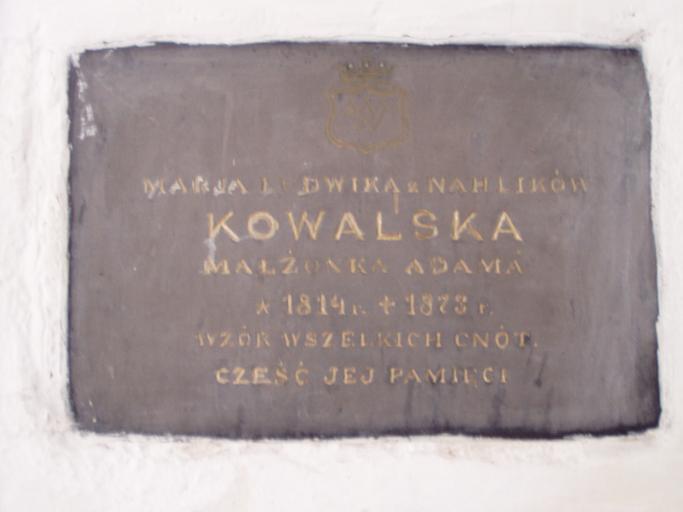 MARJA LUDWIKA z NAHLIKÓW
KOWALSKA
MAŁŻONKA ADAMA
* 1814 r. + 1873 r.
WZÓR WSZELKICH CNÓT.
CZEŚĆ JEJ PAMIĘCI